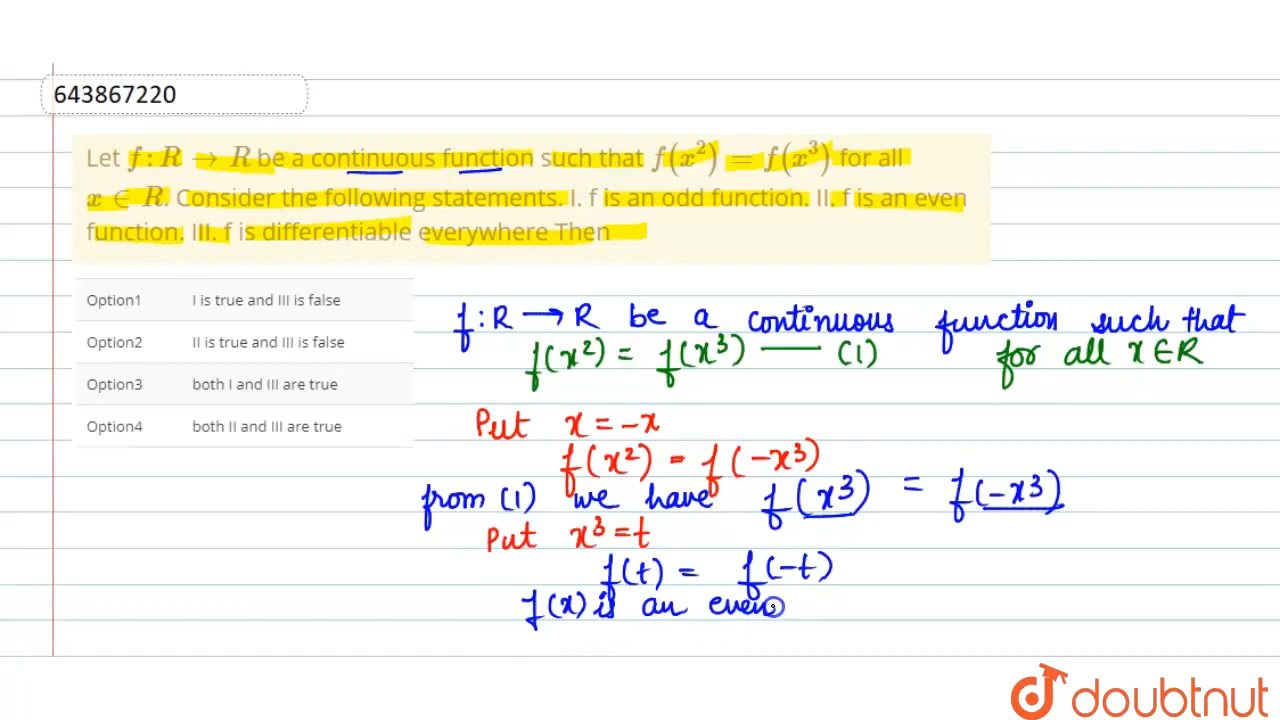 643867220
Let f : R → R be a continuous function such that f(x²) = f(x³) for all
x ∈ R. Consider the following statements. I. f is an odd function. II. f is an even
function. III. f is differentiable everywhere Then
Option1 I is true and III is false
Option2 II is true and III is false
Option3 both I and III are true
Option4 both II and III are true
f : R → R be a continuous function such that
f(x²) = f(x³) —— (1) for all x ∈ R
Put x = -x
f(x²) = f(-x³)
from (1) we have f(x³) = f(-x³)
Put x³ = t
f(t) = f(-t)
f(x) is an even
doubtnut